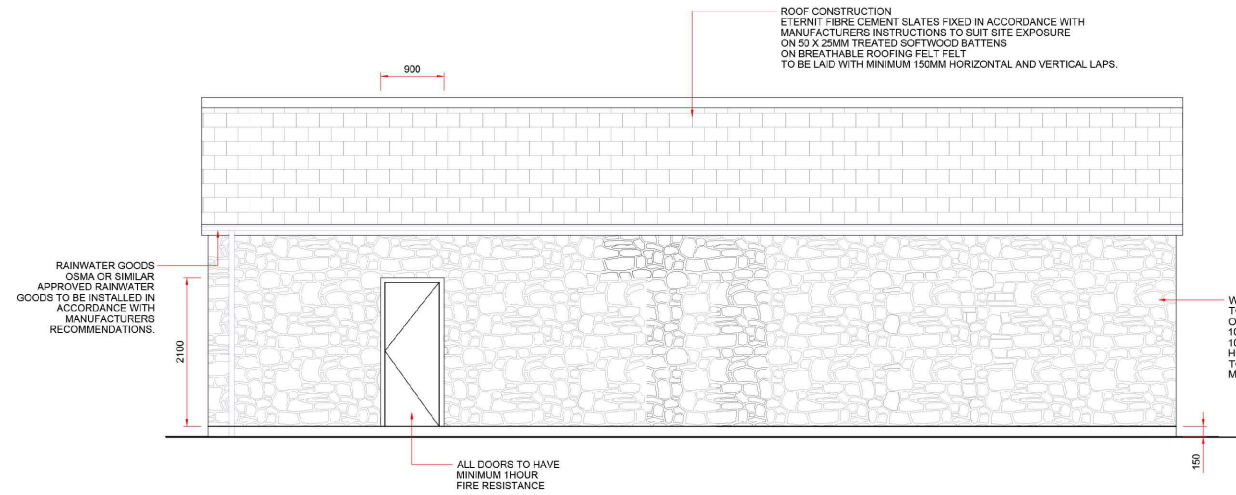 ROOF CONSTRUCTION
ETERNIT FIBRE CEMENT SLATES FIXED IN ACCORDANCE WITH
MANUFACTURERS INSTRUCTIONS TO SUIT SITE EXPOSURE
ON 50 X 25MM TREATED SOFTWOOD BATTENS
ON BREATHABLE ROOFING FELT FELT
TO BE LAID WITH MINIMUM 150MM HORIZONTAL AND VERTICAL LAPS.
900
RAINWATER GOODS
OSMA OR SIMILAR
APPROVED RAINWATER
GOODS TO BE INSTALLED IN
ACCORDANCE WITH
MANUFACTURERS
RECOMMENDATIONS.
2100
ALL DOORS TO HAVE
MINIMUM 1HOUR
FIRE RESISTANCE
150